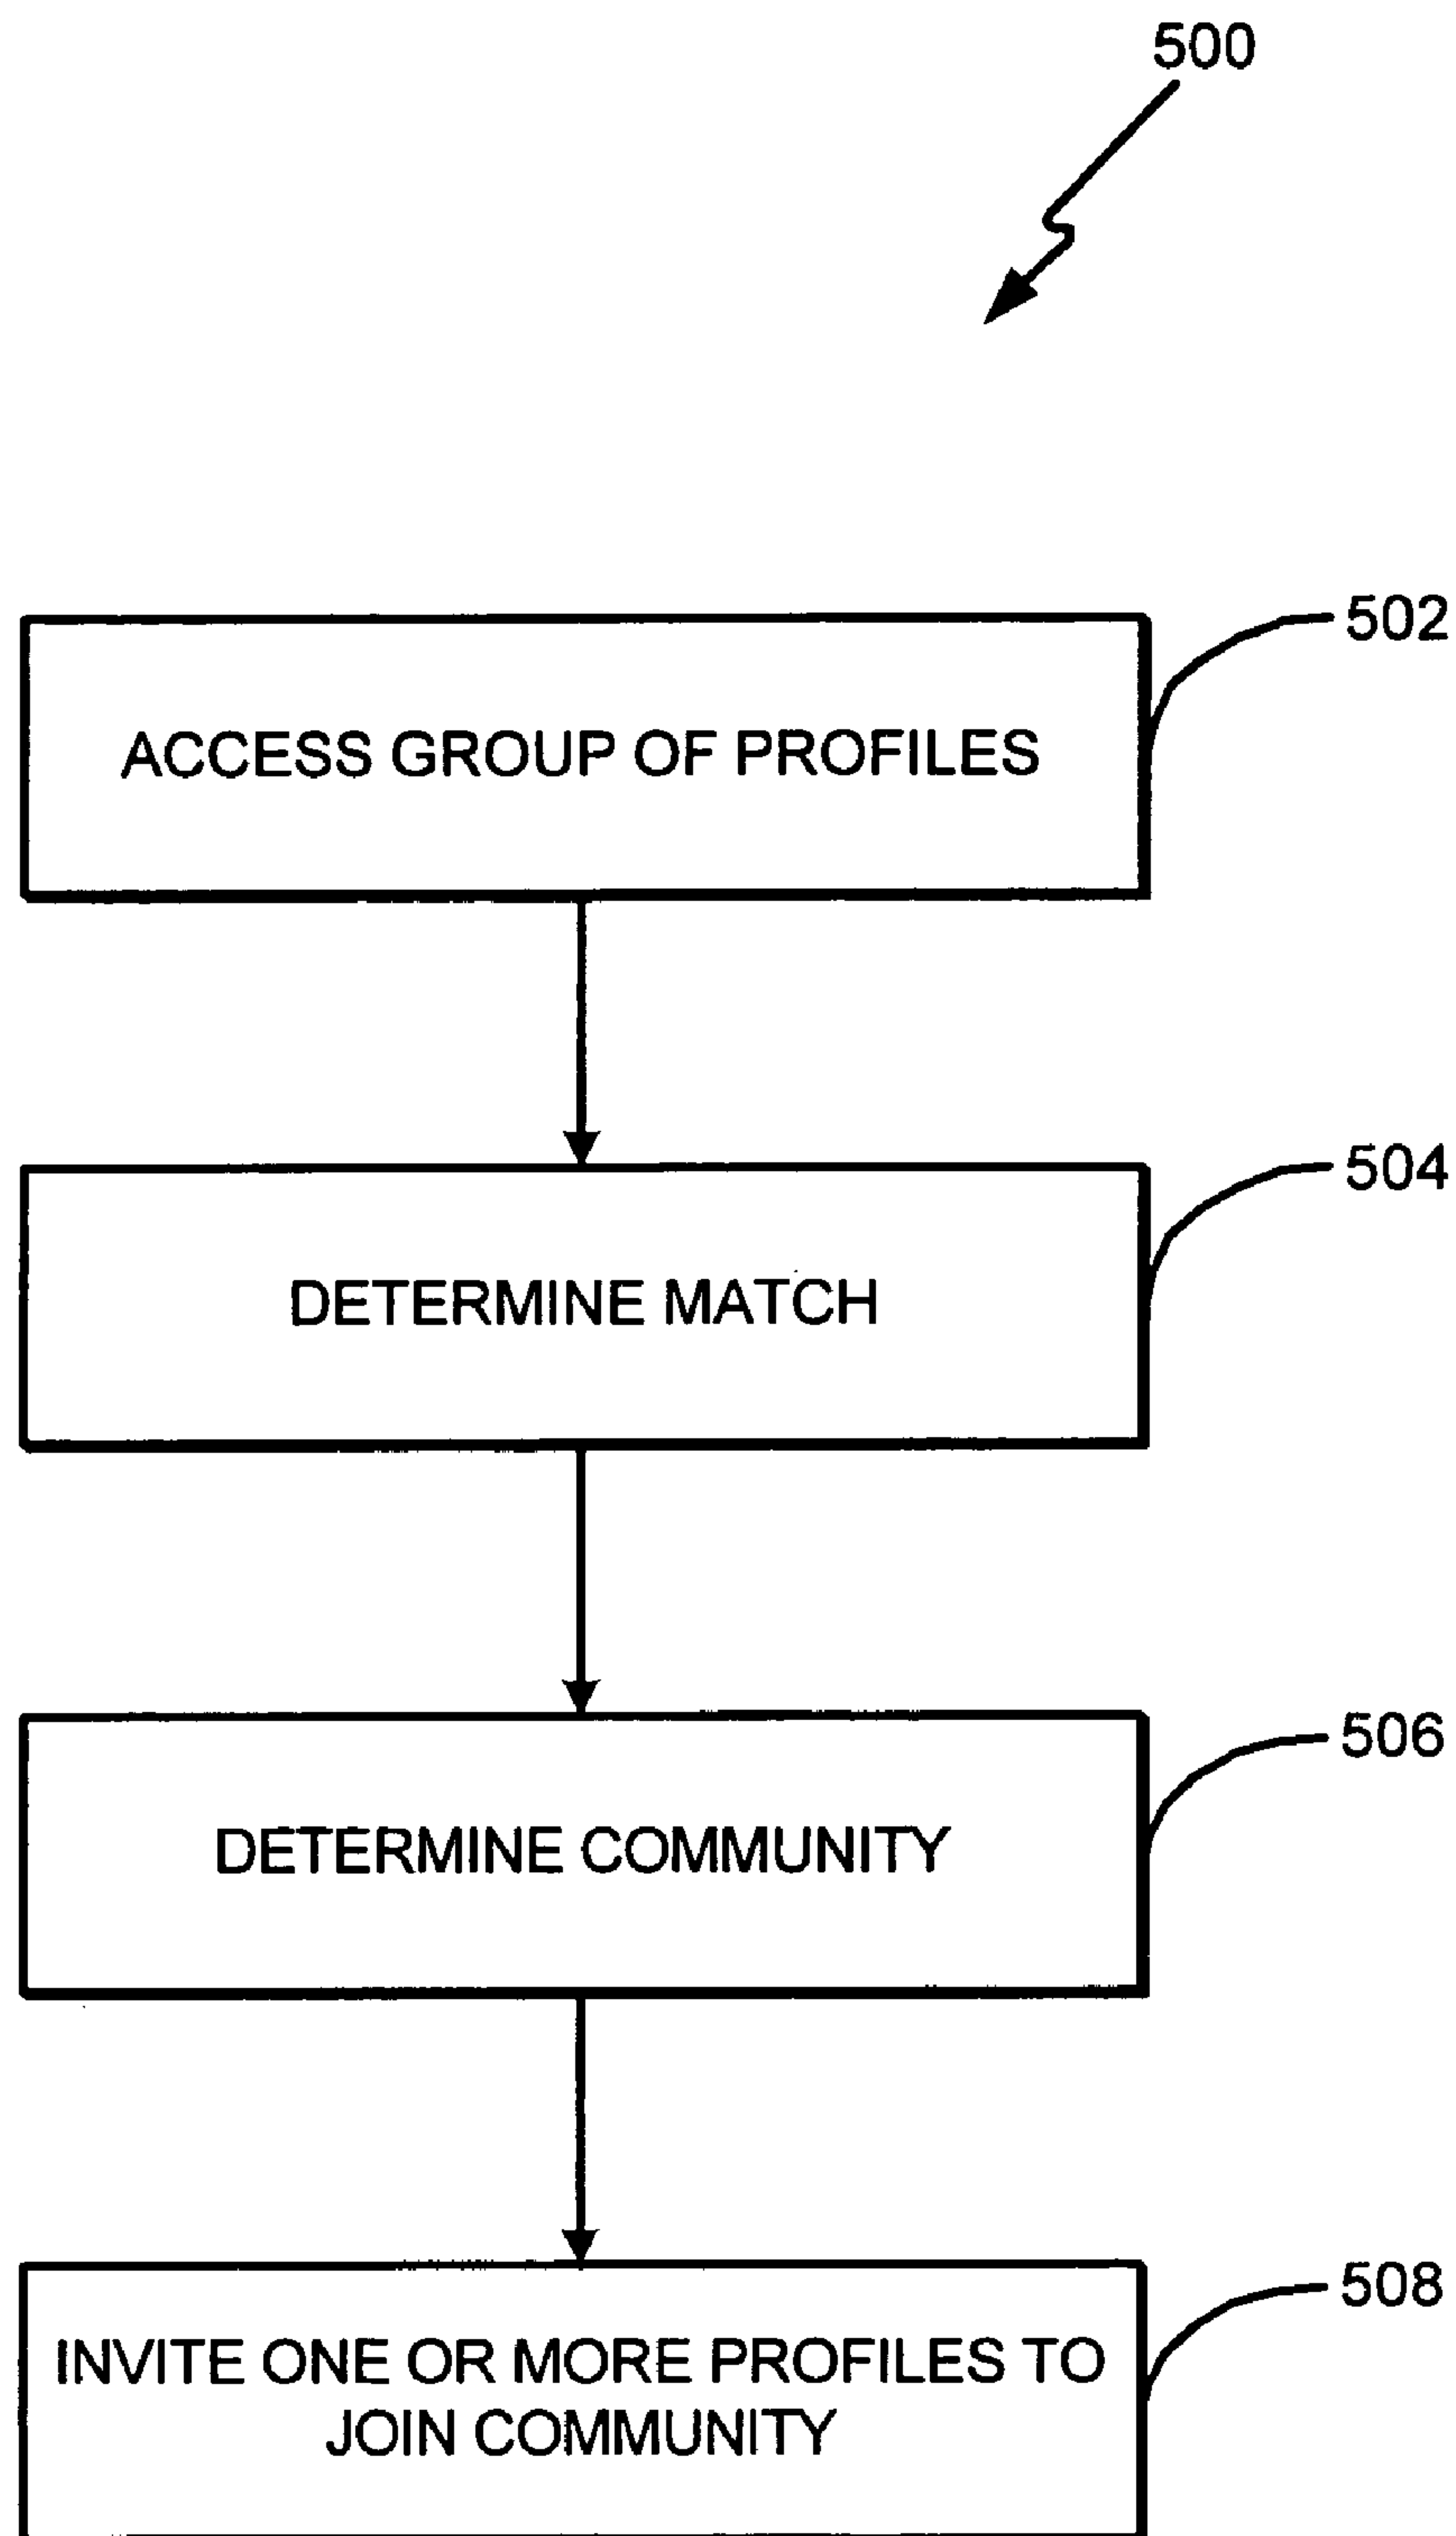 500
502
ACCESS GROUP OF PROFILES
504
DETERMINE MATCH
506
DETERMINE COMMUNITY
508
INVITE ONE OR MORE PROFILES TO
JOIN COMMUNITY